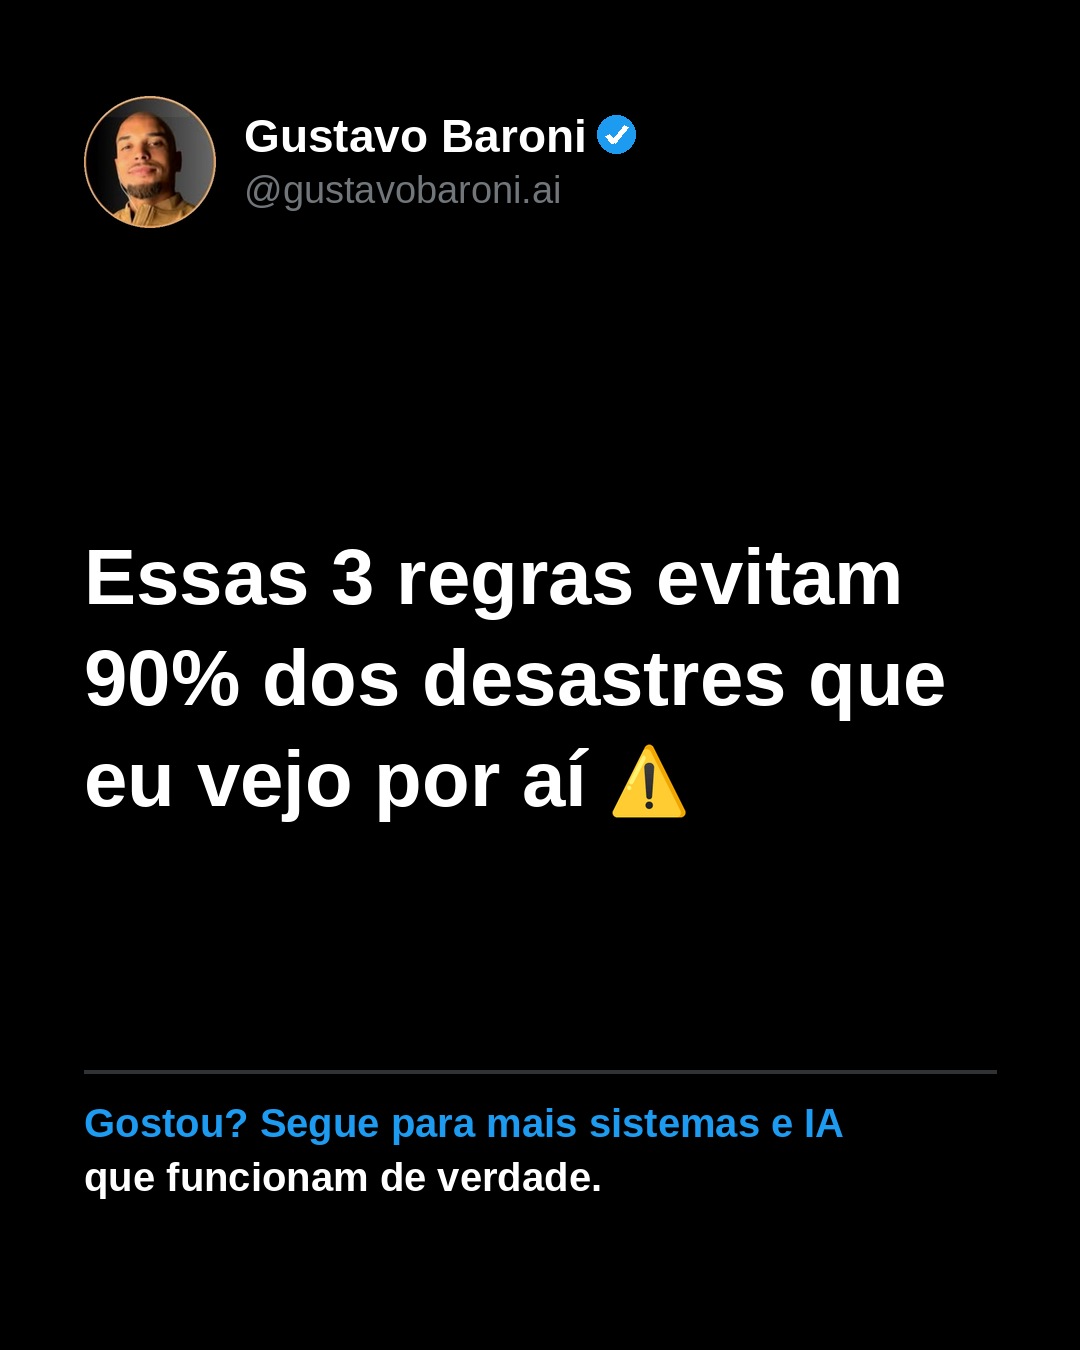 Gustavo Baroni
@gustavobaroni.ai
Essas 3 regras evitam
90% dos desastres que
eu vejo por aí ⚠️
Gostou? Segue para mais sistemas e IA
que funcionam de verdade.